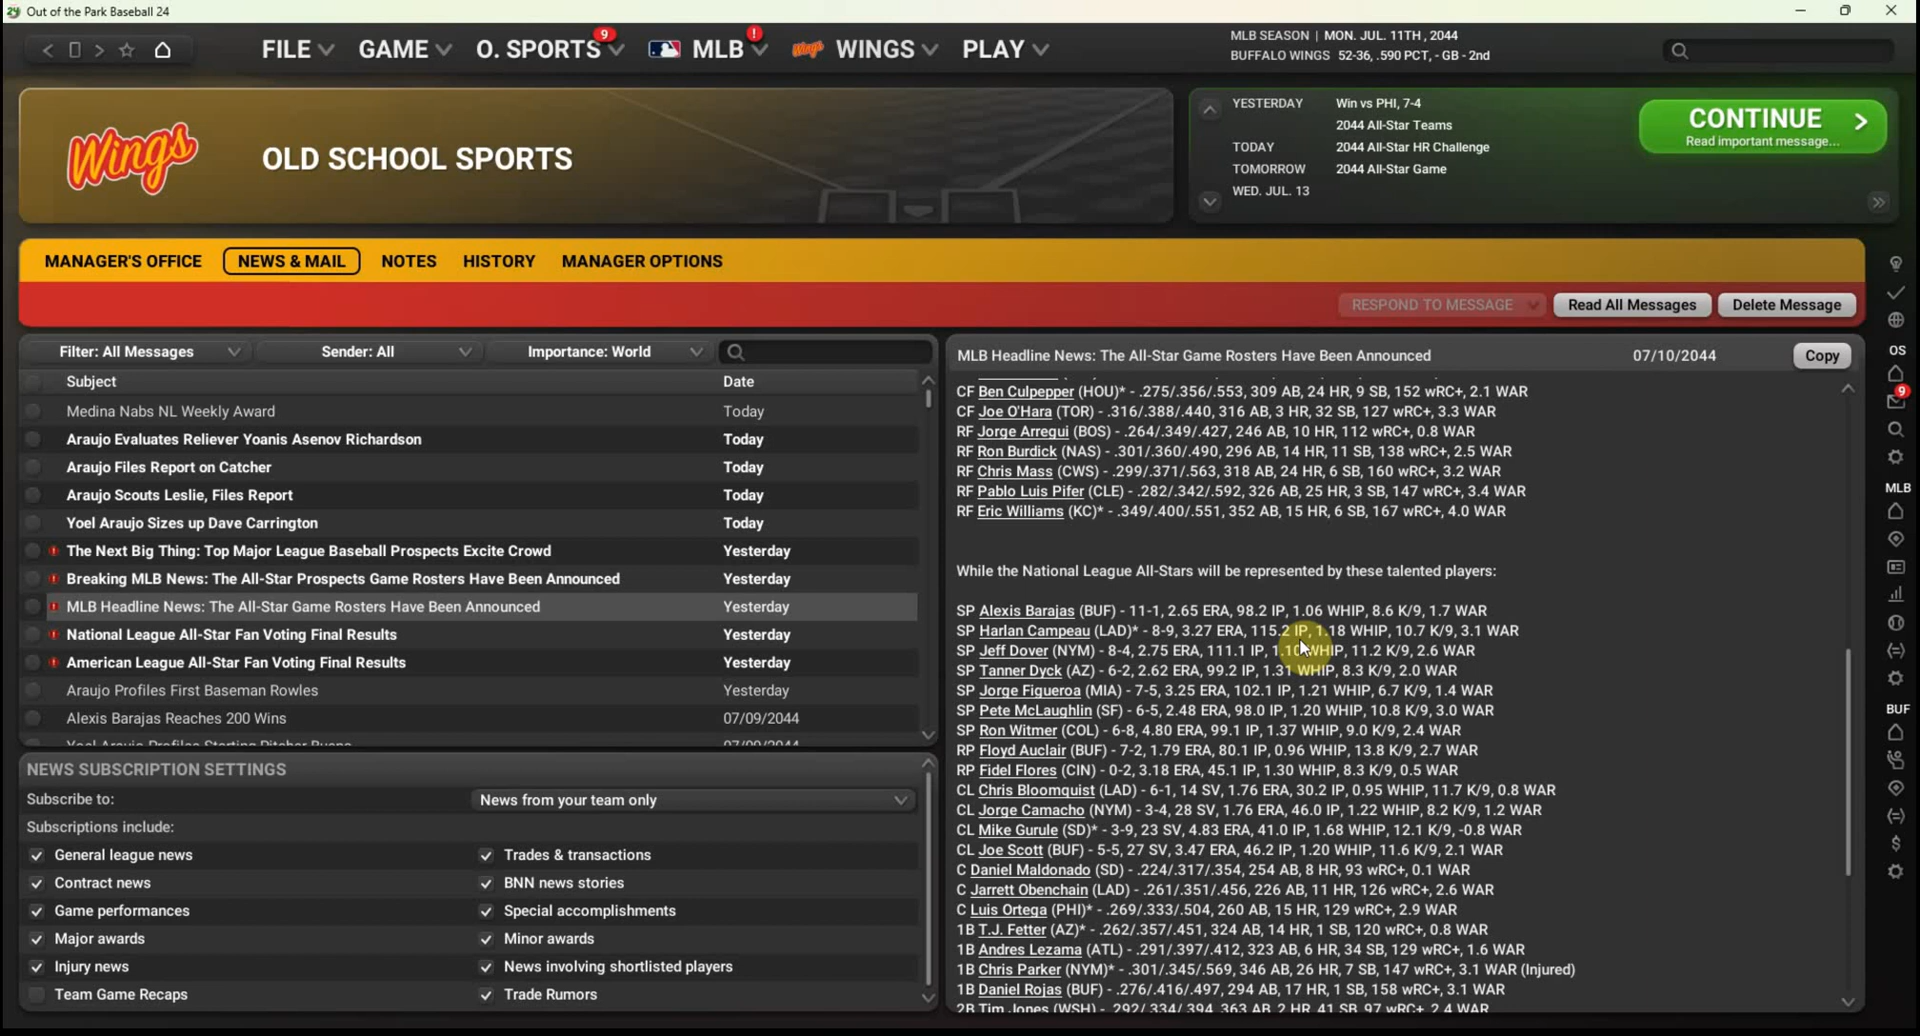 Out of the Park Baseball 24
FILE
GAME
O. SPORTS
9
MLB
!
WINGS
PLAY
MLB SEASON | MON. JUL. 11TH, 2044
BUFFALO WINGS 52-36, .590 PCT, - GB - 2nd
Wings
OLD SCHOOL SPORTS
YESTERDAY Win vs PHI, 7-4
2044 All-Star Teams
TODAY 2044 All-Star HR Challenge
TOMORROW 2044 All-Star Game
WED. JUL. 13
CONTINUE
Read important message...
MANAGER'S OFFICE NEWS & MAIL NOTES HISTORY MANAGER OPTIONS
RESPOND TO MESSAGE Read All Messages Delete Message
Filter: All Messages Sender: All Importance: World
Subject Date
Medina Nabs NL Weekly Award Today
Araujo Evaluates Reliever Yoanis Asenov Richardson Today
Araujo Files Report on Catcher Today
Araujo Scouts Leslie, Files Report Today
Yoel Araujo Sizes up Dave Carrington Today
The Next Big Thing: Top Major League Baseball Prospects Excite Crowd Yesterday
Breaking MLB News: The All-Star Prospects Game Rosters Have Been Announced Yesterday
MLB Headline News: The All-Star Game Rosters Have Been Announced Yesterday
National League All-Star Fan Voting Final Results Yesterday
American League All-Star Fan Voting Final Results Yesterday
Araujo Profiles First Baseman Rowles Yesterday
Alexis Barajas Reaches 200 Wins 07/09/2044
Yoel Araujo Profiles Starting Pitcher 07/09/2044
NEWS SUBSCRIPTION SETTINGS
Subscribe to: News from your team only
Subscriptions include:
General league news Trades & transactions
Contract news BNN news stories
Game performances Special accomplishments
Major awards Minor awards
Injury news News involving shortlisted players
Team Game Recaps Trade Rumors
MLB Headline News: The All-Star Game Rosters Have Been Announced 07/10/2044 Copy
CF Ben Culpepper (HOU)* - .275/.356/.553, 309 AB, 24 HR, 9 SB, 152 wRC+, 2.1 WAR
CF Joe O'Hara (TOR) - .316/.388/.440, 316 AB, 3 HR, 32 SB, 127 wRC+, 3.3 WAR
RF Jorge Arregui (BOS) - .264/.349/.427, 246 AB, 10 HR, 112 wRC+, 0.8 WAR
RF Ron Burdick (NAS) - .301/.360/.490, 296 AB, 14 HR, 11 SB, 138 wRC+, 2.5 WAR
RF Chris Mass (CWS) - .299/.371/.563, 318 AB, 24 HR, 6 SB, 160 wRC+, 3.2 WAR
RF Pablo Luis Pifer (CLE) - .282/.342/.592, 326 AB, 25 HR, 3 SB, 147 wRC+, 3.4 WAR
RF Eric Williams (KC)* - .349/.400/.551, 352 AB, 15 HR, 6 SB, 167 wRC+, 4.0 WAR
While the National League All-Stars will be represented by these talented players:
SP Alexis Barajas (BUF) - 11-1, 2.65 ERA, 98.2 IP, 1.06 WHIP, 8.6 K/9, 1.7 WAR
SP Harlan Campeau (LAD)* - 8-9, 3.27 ERA, 115.2 IP, 1.18 WHIP, 10.7 K/9, 3.1 WAR
SP Jeff Dover (NYM) - 8-4, 2.75 ERA, 111.1 IP, 1.10 WHIP, 11.2 K/9, 2.6 WAR
SP Tanner Dyck (AZ) - 6-2, 2.62 ERA, 99.2 IP, 1.31 WHIP, 8.3 K/9, 2.0 WAR
SP Jorge Figueroa (MIA) - 7-5, 3.25 ERA, 102.1 IP, 1.21 WHIP, 6.7 K/9, 1.4 WAR
SP Pete McLaughlin (SF) - 6-5, 2.48 ERA, 98.0 IP, 1.20 WHIP, 10.8 K/9, 3.0 WAR
SP Ron Witmer (COL) - 6-8, 4.80 ERA, 99.1 IP, 1.37 WHIP, 9.0 K/9, 2.4 WAR
RP Floyd Auclair (BUF) - 7-2, 1.79 ERA, 80.1 IP, 0.96 WHIP, 13.8 K/9, 2.7 WAR
RP Fidel Flores (CIN) - 0-2, 3.18 ERA, 45.1 IP, 1.30 WHIP, 8.3 K/9, 0.5 WAR
CL Chris Bloomquist (LAD) - 6-1, 14 SV, 1.76 ERA, 30.2 IP, 0.95 WHIP, 11.7 K/9, 0.8 WAR
CL Jorge Camacho (NYM) - 3-4, 28 SV, 1.76 ERA, 46.0 IP, 1.22 WHIP, 8.2 K/9, 1.2 WAR
CL Mike Gurule (SD)* - 3-9, 23 SV, 4.83 ERA, 41.0 IP, 1.68 WHIP, 12.1 K/9, -0.8 WAR
CL Joe Scott (BUF) - 5-5, 27 SV, 3.47 ERA, 46.2 IP, 1.20 WHIP, 11.6 K/9, 2.1 WAR
C Daniel Maldonado (SD) - .224/.317/.354, 254 AB, 8 HR, 93 wRC+, 0.1 WAR
C Jarrett Obenchain (LAD) - .261/.351/.456, 226 AB, 11 HR, 126 wRC+, 2.6 WAR
C Luis Ortega (PHI)* - .269/.333/.504, 260 AB, 15 HR, 129 wRC+, 2.9 WAR
1B T.J. Fetter (AZ)* - .262/.357/.451, 324 AB, 14 HR, 1 SB, 120 wRC+, 0.8 WAR
1B Andres Lezama (ATL) - .291/.397/.412, 323 AB, 6 HR, 34 SB, 129 wRC+, 1.6 WAR
1B Chris Parker (NYM)* - .301/.345/.569, 346 AB, 26 HR, 7 SB, 147 wRC+, 3.1 WAR (Injured)
1B Daniel Rojas (BUF) - .276/.416/.497, 294 AB, 17 HR, 1 SB, 158 wRC+, 3.1 WAR
2B Tim Jones (WSH) - .292/.334/.394, 363 AB, 2 HR, 41 SB, 97 wRC+, 2.4 WAR
OS
9
MLB
BUF